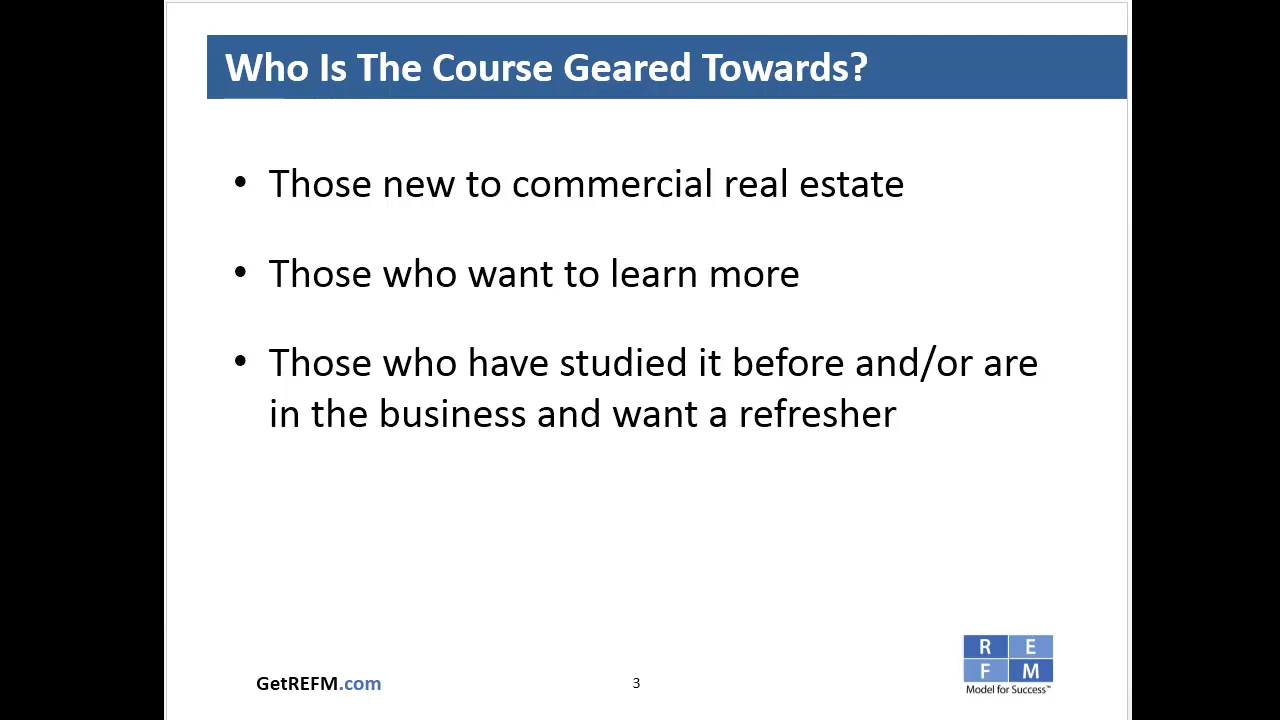 Who Is The Course Geared Towards?
• Those new to commercial real estate
• Those who want to learn more
• Those who have studied it before and/or are
in the business and want a refresher
GetREFM.com
3
R E
F M
Model for Success™